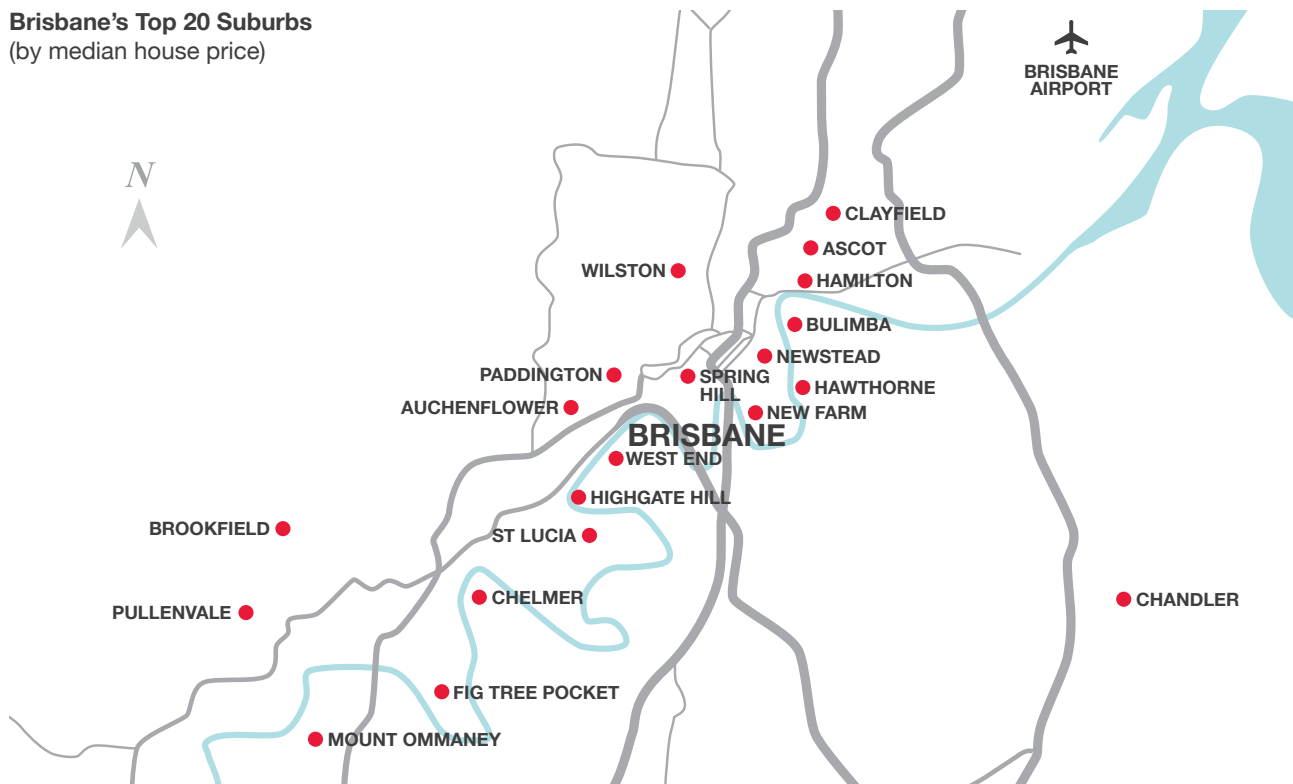 Brisbane's Top 20 Suburbs
(by median house price)
BRISBANE
AIRPORT
N
CLAYFIELD
ASCOT
WILSTON
HAMILTON
BULIMBA
NEWSTEAD
PADDINGTON
SPRING
HILL
HAWTHORNE
AUCHENFLOWER
NEW FARM
BRISBANE
WEST END
HIGHGATE HILL
BROOKFIELD
ST LUCIA
CHELMER
CHANDLER
PULLENVALE
FIG TREE POCKET
MOUNT OMMANEY